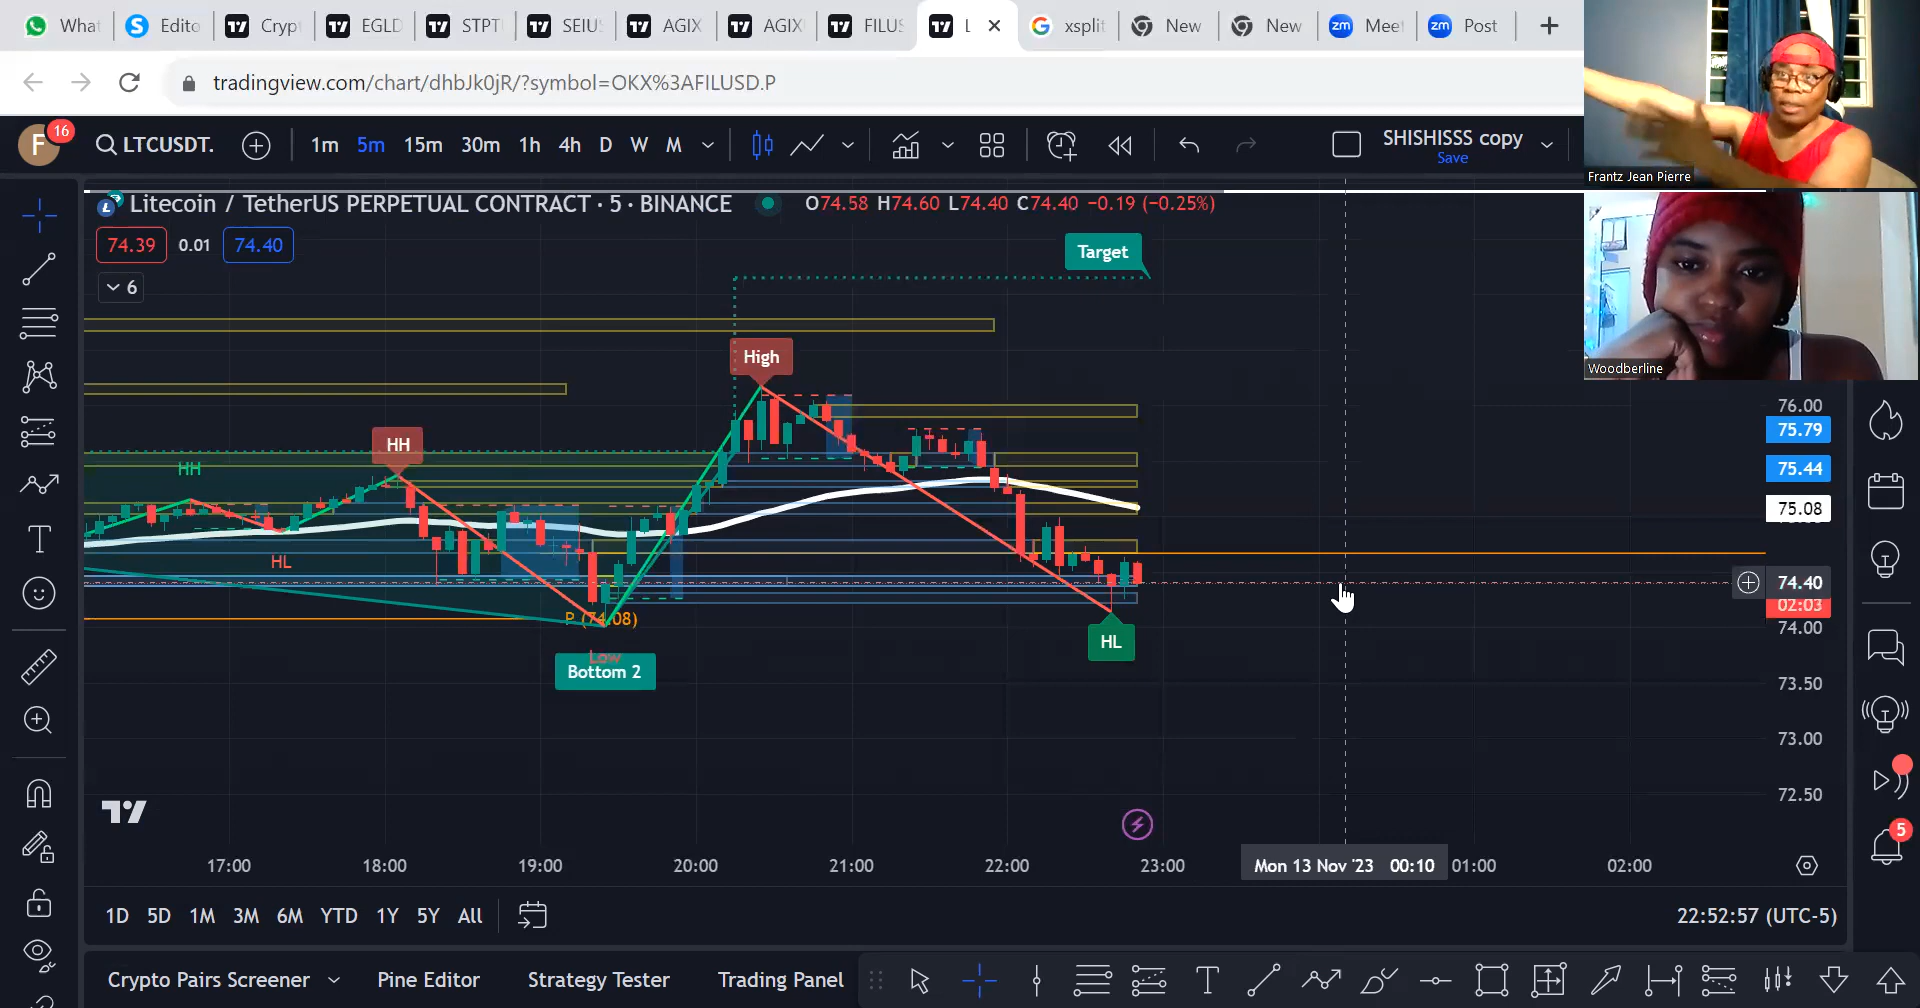 What
Edito
Crypt
EGLD
STPT
SEIUS
AGIX
AGIX
FILUS
L
xsplit
New
New
zm Meet
zm Post
tradingview.com/chart/dhbJk0jR/?symbol=OKX%3AFILUSD.P
F 16
LTCUSDT.
1m 5m 15m 30m 1h 4h D W M
SHISHISSS copy
Save
Frantz Jean Pierre
Woodberline
Litecoin / TetherUS PERPETUAL CONTRACT · 5 · BINANCE
O74.58 H74.60 L74.40 C74.40 −0.19 (−0.25%)
74.39 0.01 74.40
6
Target
High
HH
HH
HL
P (74.08)
Low
Bottom 2
HL
76.00
75.79
75.44
75.08
74.40
02:03
74.00
73.50
73.00
72.50
17:00 18:00 19:00 20:00 21:00 22:00 23:00 Mon 13 Nov '23 00:10 01:00 02:00
1D 5D 1M 3M 6M YTD 1Y 5Y All
22:52:57 (UTC-5)
5
Crypto Pairs Screener Pine Editor Strategy Tester Trading Panel